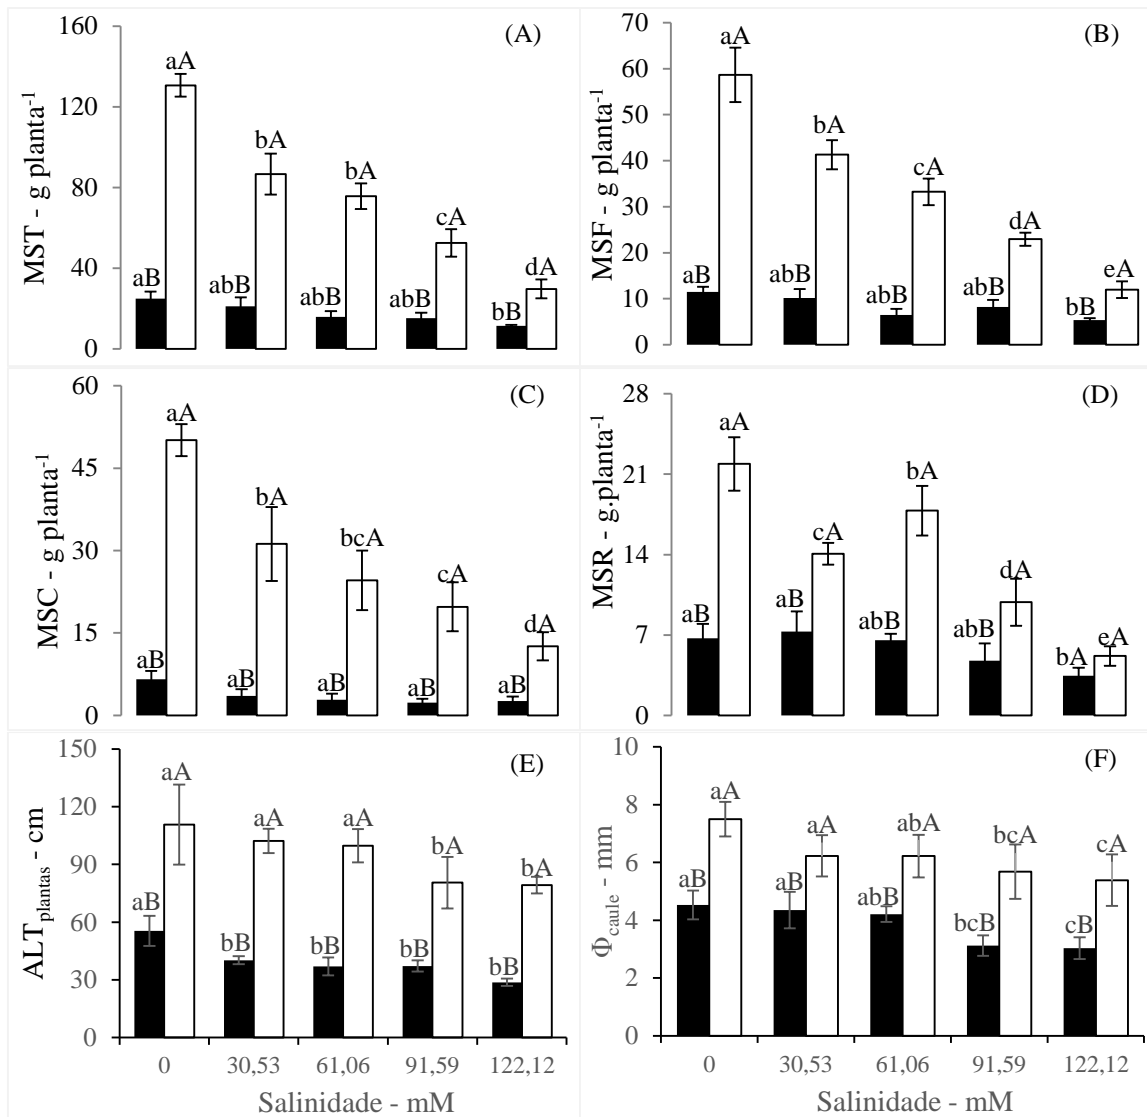 (A)
MST - g planta⁻¹
160
120
80
40
0
aB aA abB bA abB bA abB cA bB dA
(B)
MSF - g planta⁻¹
70
60
50
40
30
20
10
0
aB aA abB bA abB cA abB dA bB eA
(C)
MSC - g planta⁻¹
60
45
30
15
0
aB aA aB bA aB bcA aB cA aB dA
(D)
MSR - g.planta⁻¹
28
21
14
7
0
aB aA aB cA abB bA abB dA bA eA
(E)
ALTplantas - cm
150
120
90
60
30
0
aB aA bB aA bB aA bB bA bB bA
0 30,53 61,06 91,59 122,12
Salinidade - mM
(F)
Φcaule - mm
10
8
6
4
2
0
aB aA aB aA abB abA bcB bcA cB cA
0 30,53 61,06 91,59 122,12
Salinidade - mM